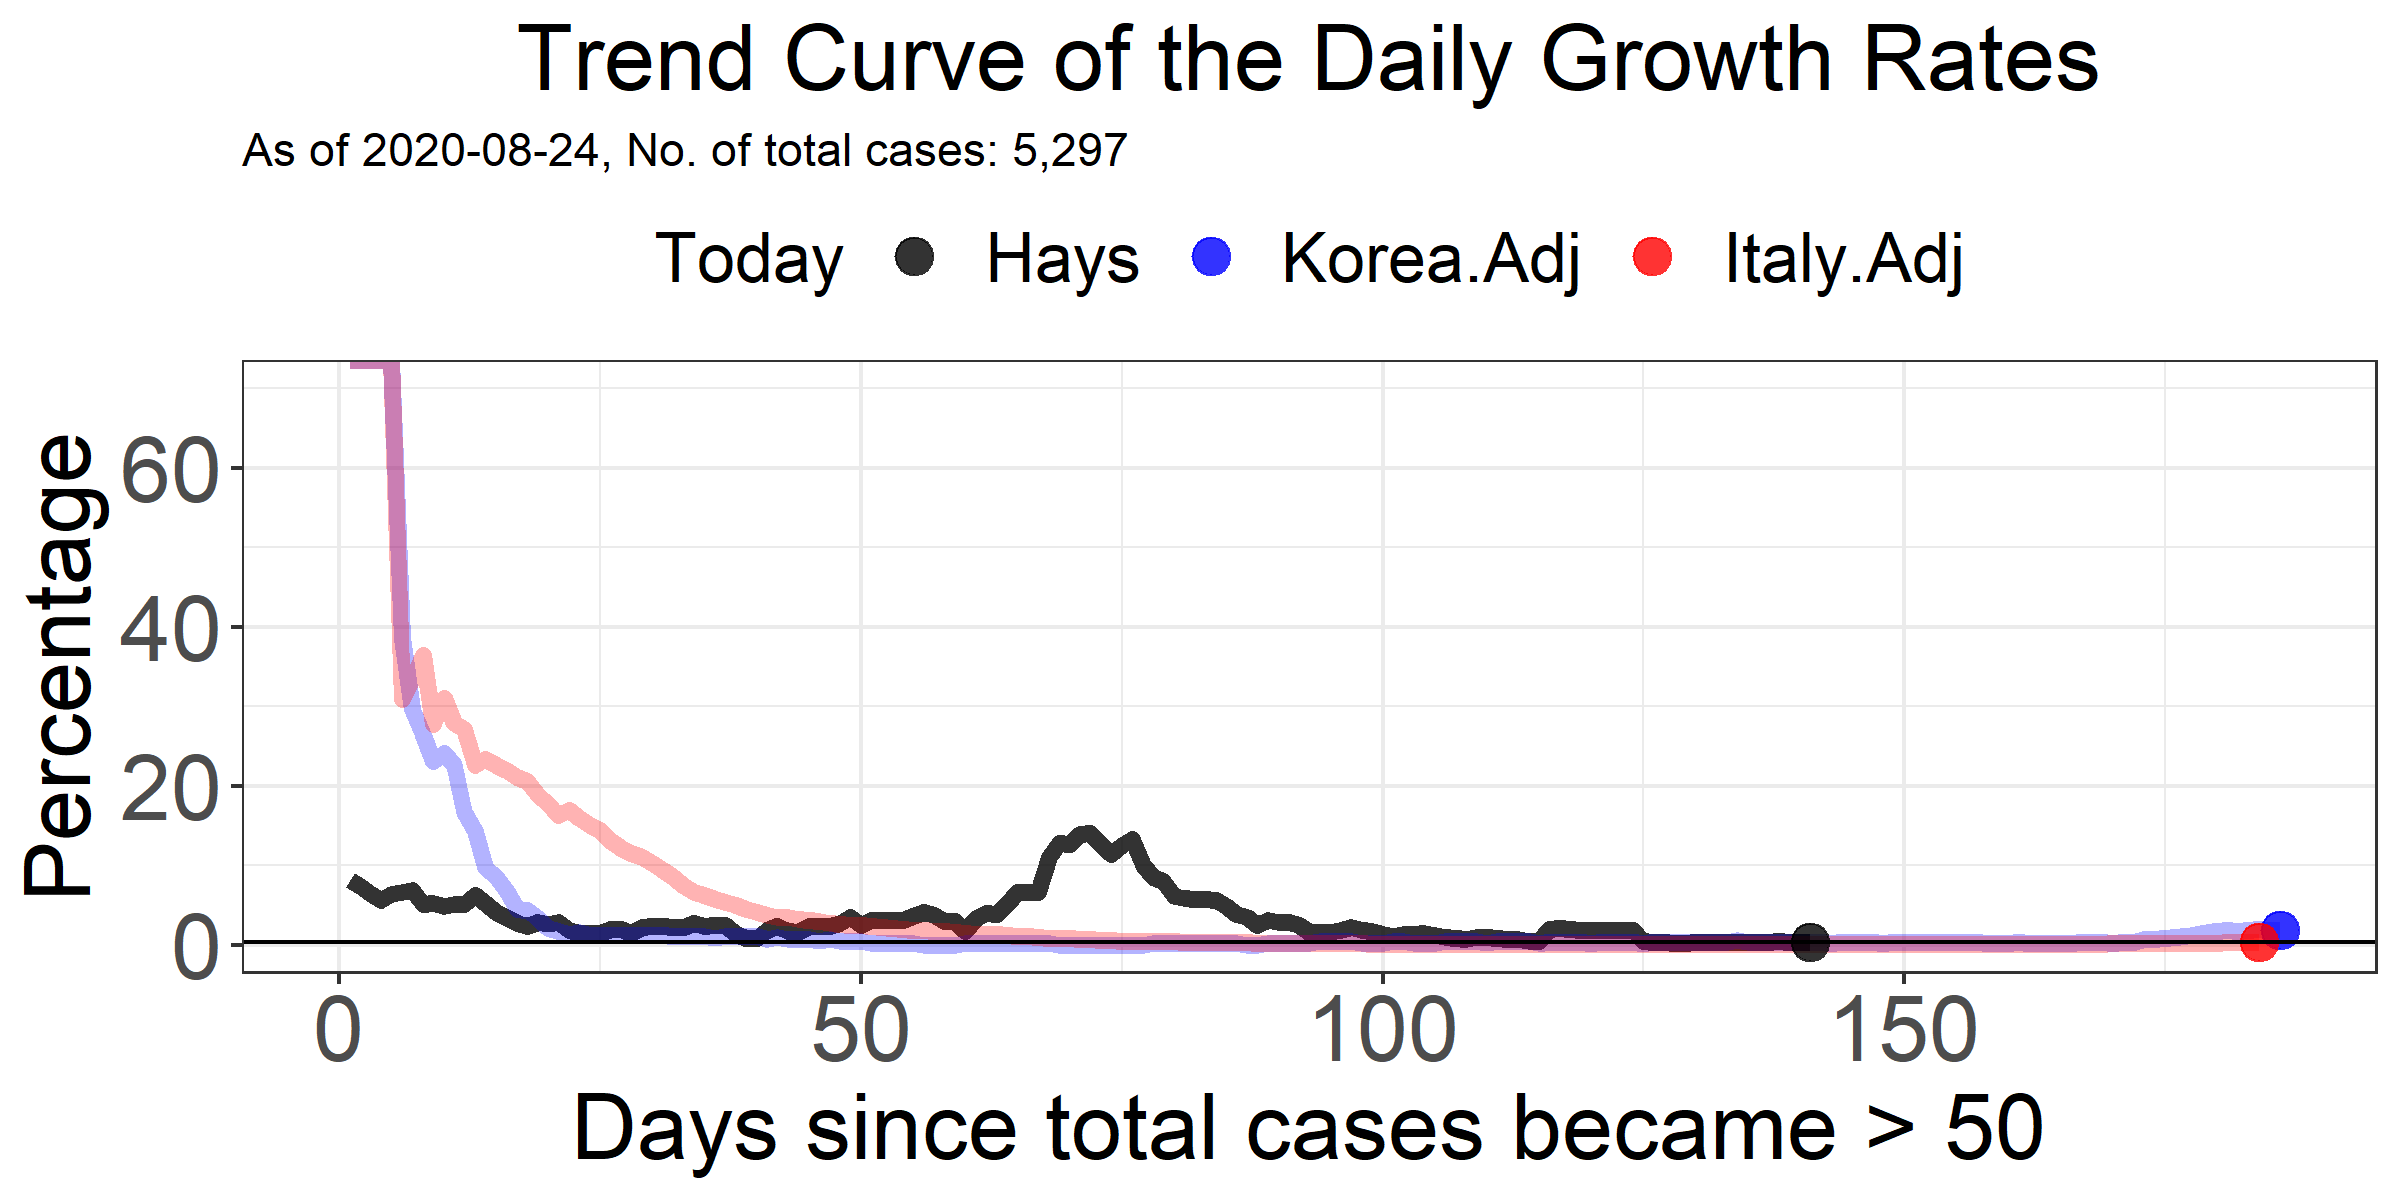 Trend Curve of the Daily Growth Rates
As of 2020-08-24, No. of total cases: 5,297
Today Hays Korea.Adj Italy.Adj
Percentage
60
40
20
0
0 50 100 150
Days since total cases became > 50